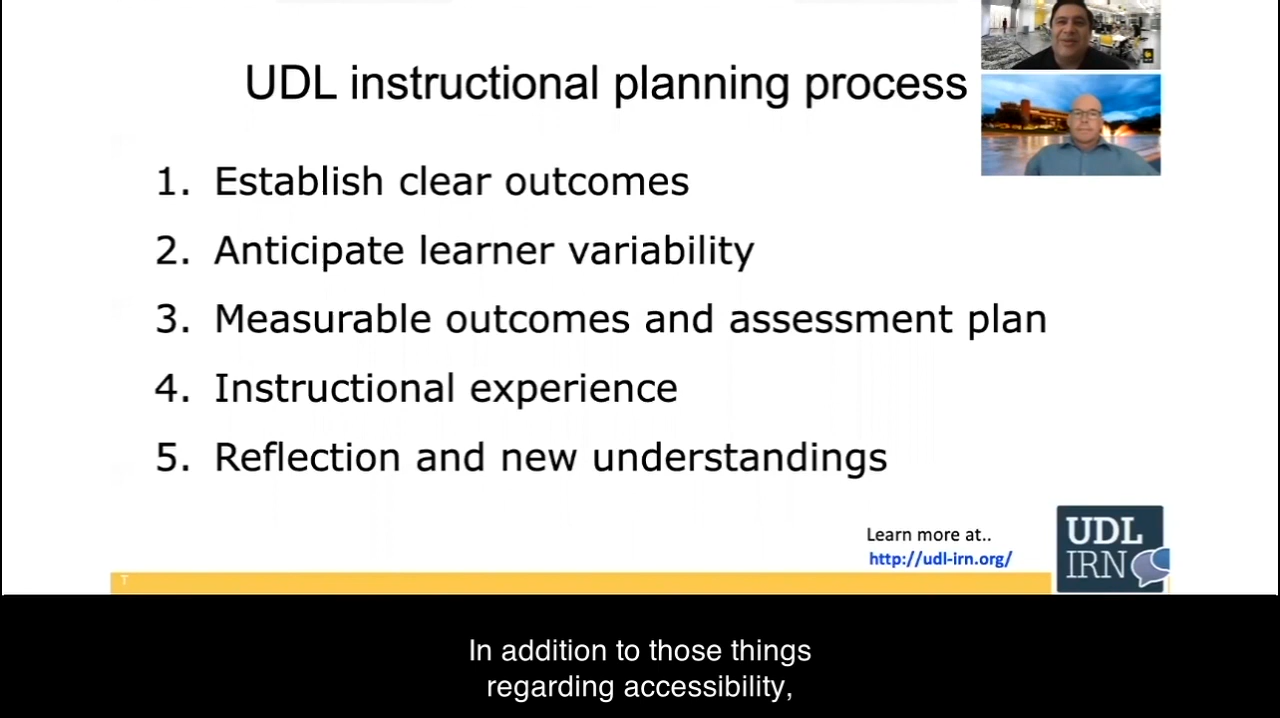 UDL instructional planning process
1. Establish clear outcomes
2. Anticipate learner variability
3. Measurable outcomes and assessment plan
4. Instructional experience
5. Reflection and new understandings
Learn more at..
http://udl-irn.org/
UDL
IRN
T
In addition to those things
regarding accessibility,